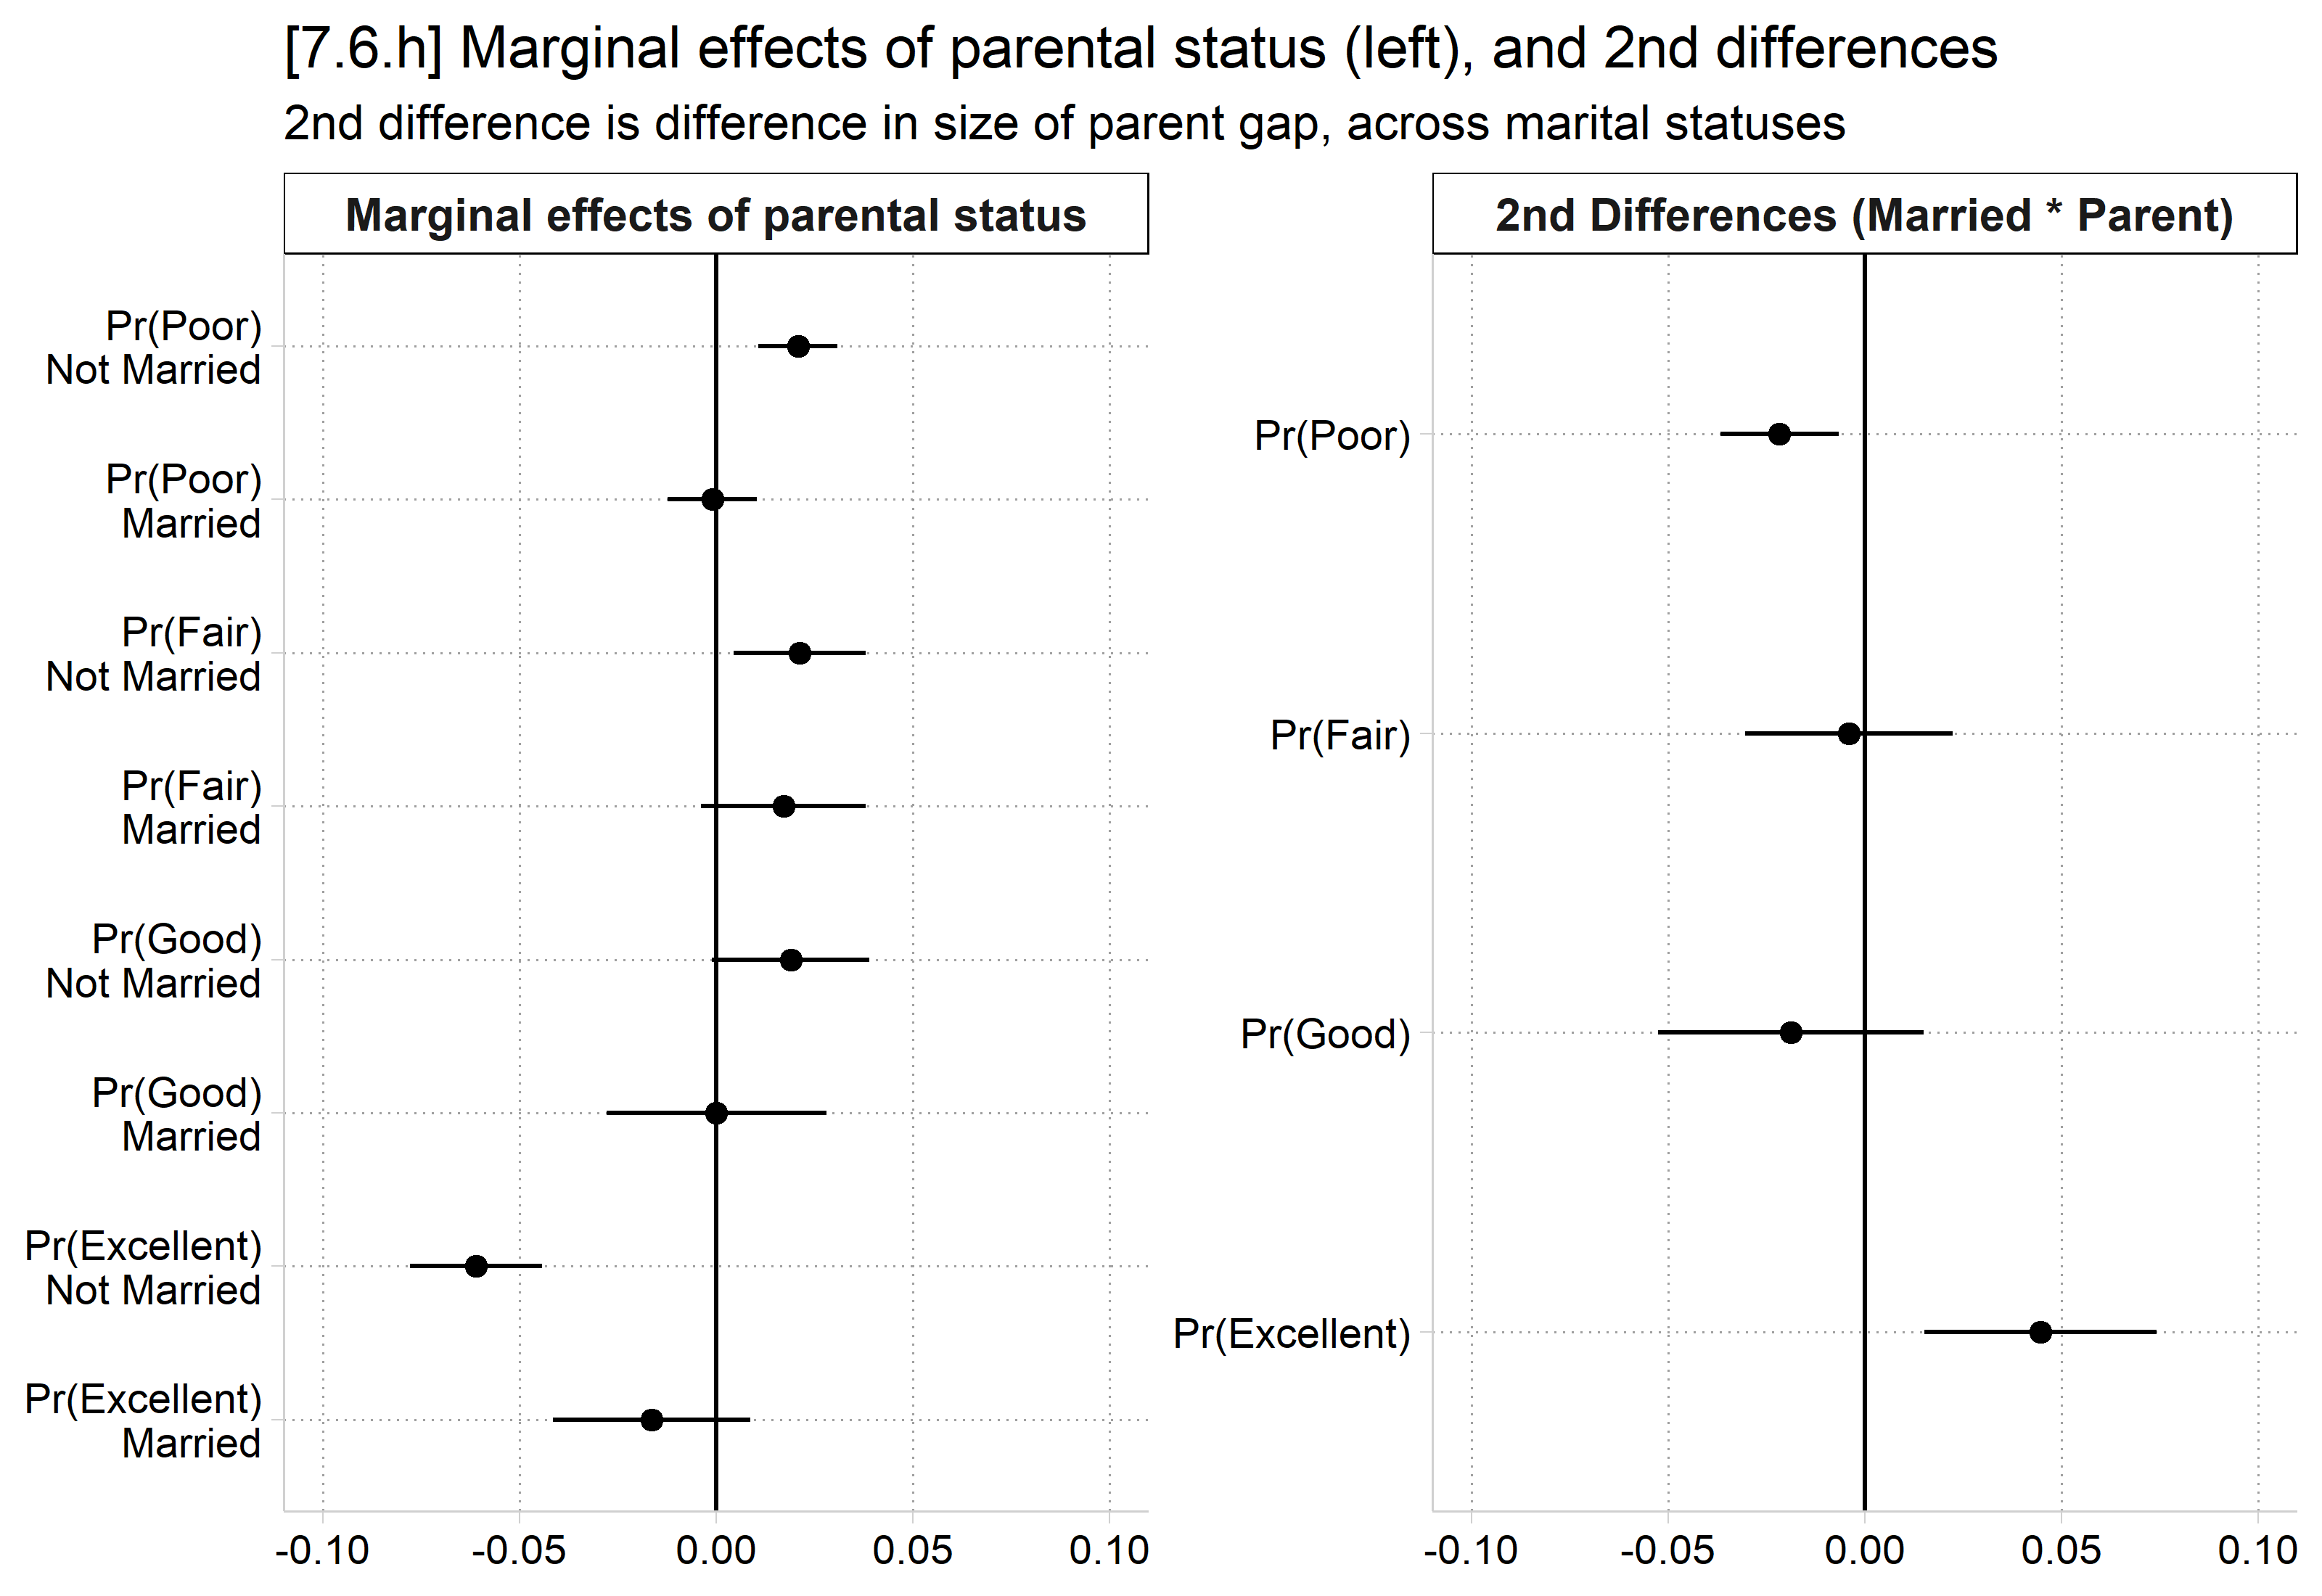 [7.6.h] Marginal effects of parental status (left), and 2nd differences
2nd difference is difference in size of parent gap, across marital statuses
Marginal effects of parental status
Pr(Poor)
Not Married
Pr(Poor)
Married
Pr(Fair)
Not Married
Pr(Fair)
Married
Pr(Good)
Not Married
Pr(Good)
Married
Pr(Excellent)
Not Married
Pr(Excellent)
Married
-0.10 -0.05 0.00 0.05 0.10
2nd Differences (Married * Parent)
Pr(Poor)
Pr(Fair)
Pr(Good)
Pr(Excellent)
-0.10 -0.05 0.00 0.05 0.10